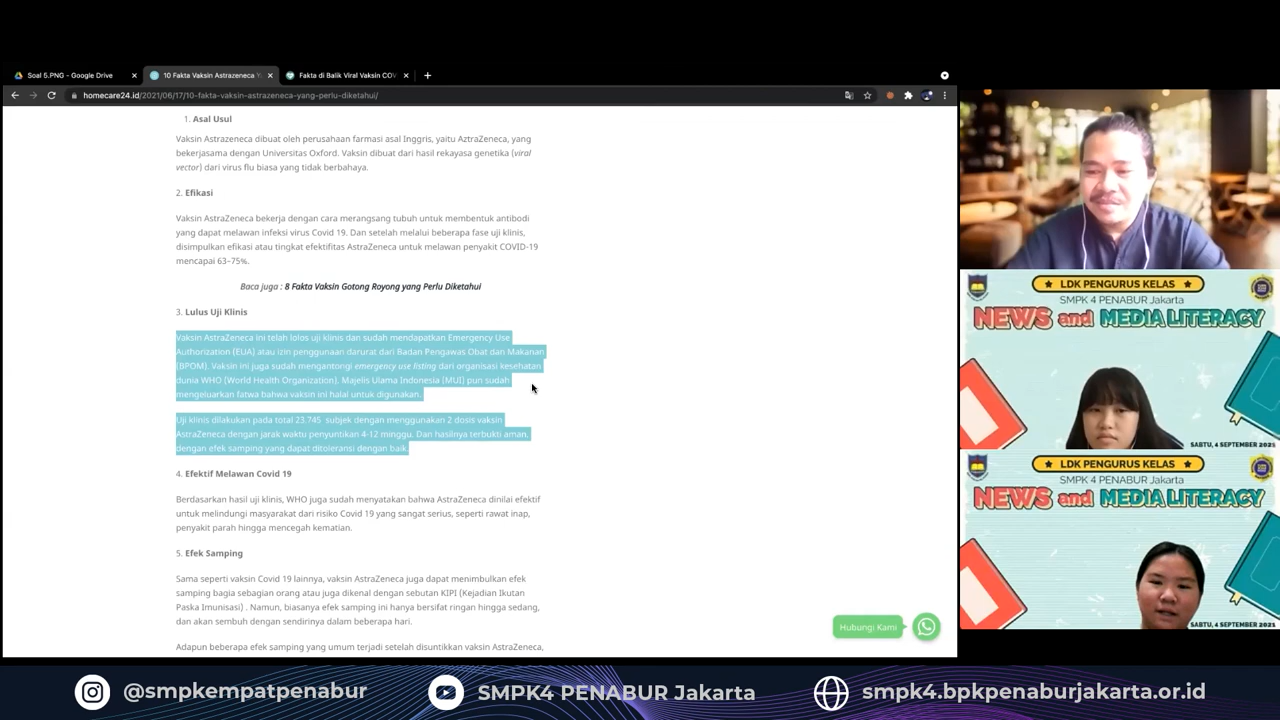 Soal 5.PNG - Google Drive
10 Fakta Vaksin Astrazeneca Y
Fakta di Balik Viral Vaksin COV
homecare24.id/2021/06/17/10-fakta-vaksin-astrazeneca-yang-perlu-diketahui/
1. Asal Usul
Vaksin Astrazeneca dibuat oleh perusahaan farmasi asal Inggris, yaitu AztraZeneca, yang
bekerjasama dengan Universitas Oxford. Vaksin dibuat dari hasil rekayasa genetika (viral
vector) dari virus flu biasa yang tidak berbahaya.
2. Efikasi
Vaksin AstraZeneca bekerja dengan cara merangsang tubuh untuk membentuk antibodi
yang dapat melawan infeksi virus Covid 19. Dan setelah melalui beberapa fase uji klinis,
disimpulkan efikasi atau tingkat efektifitas AstraZeneca untuk melawan penyakit COVID-19
mencapai 63–75%.
Baca juga : 8 Fakta Vaksin Gotong Royong yang Perlu Diketahui
3. Lulus Uji Klinis
Vaksin AstraZeneca ini telah lolos uji klinis dan sudah mendapatkan Emergency Use
Authorization (EUA) atau izin penggunaan darurat dari Badan Pengawas Obat dan Makanan
(BPOM). Vaksin ini juga sudah mengantongi emergency use listing dari organisasi kesehatan
dunia WHO (World Health Organization). Majelis Ulama Indonesia (MUI) pun sudah
mengeluarkan fatwa bahwa vaksin ini halal untuk digunakan.
Uji klinis dilakukan pada total 23.745 subjek dengan menggunakan 2 dosis vaksin
AstraZeneca dengan jarak waktu penyuntikan 4-12 minggu. Dan hasilnya terbukti aman,
dengan efek samping yang dapat ditoleransi dengan baik.
4. Efektif Melawan Covid 19
Berdasarkan hasil uji klinis, WHO juga sudah menyatakan bahwa AstraZeneca dinilai efektif
untuk melindungi masyarakat dari risiko Covid 19 yang sangat serius, seperti rawat inap,
penyakit parah hingga mencegah kematian.
5. Efek Samping
Sama seperti vaksin Covid 19 lainnya, vaksin AstraZeneca juga dapat menimbulkan efek
samping bagia sebagian orang atau juga dikenal dengan sebutan KIPI (Kejadian Ikutan
Paska Imunisasi) . Namun, biasanya efek samping ini hanya bersifat ringan hingga sedang,
dan akan sembuh dengan sendirinya dalam beberapa hari.
Adapun beberapa efek samping yang umum terjadi setelah disuntikkan vaksin AstraZeneca,
Hubungi Kami
LDK PENGURUS KELAS
SMPK 4 PENABUR Jakarta
NEWS and MEDIA LITERACY
SABTU, 4 SEPTEMBER 2021
LDK PENGURUS KELAS
SMPK 4 PENABUR Jakarta
NEWS and MEDIA LITERACY
SABTU, 4 SEPTEMBER 2021
@smpkempatpenabur
SMPK4 PENABUR Jakarta
smpk4.bpkpenaburjakarta.or.id